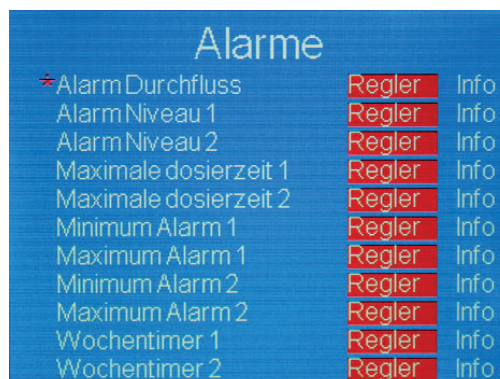 Alarme
*Alarm Durchfluss Regler Info
Alarm Niveau 1 Regler Info
Alarm Niveau 2 Regler Info
Maximale dosierzeit 1 Regler Info
Maximale dosierzeit 2 Regler Info
Minimum Alarm 1 Regler Info
Maximum Alarm 1 Regler Info
Minimum Alarm 2 Regler Info
Maximum Alarm 2 Regler Info
Wochentimer 1 Regler Info
Wochentimer 2 Regler Info